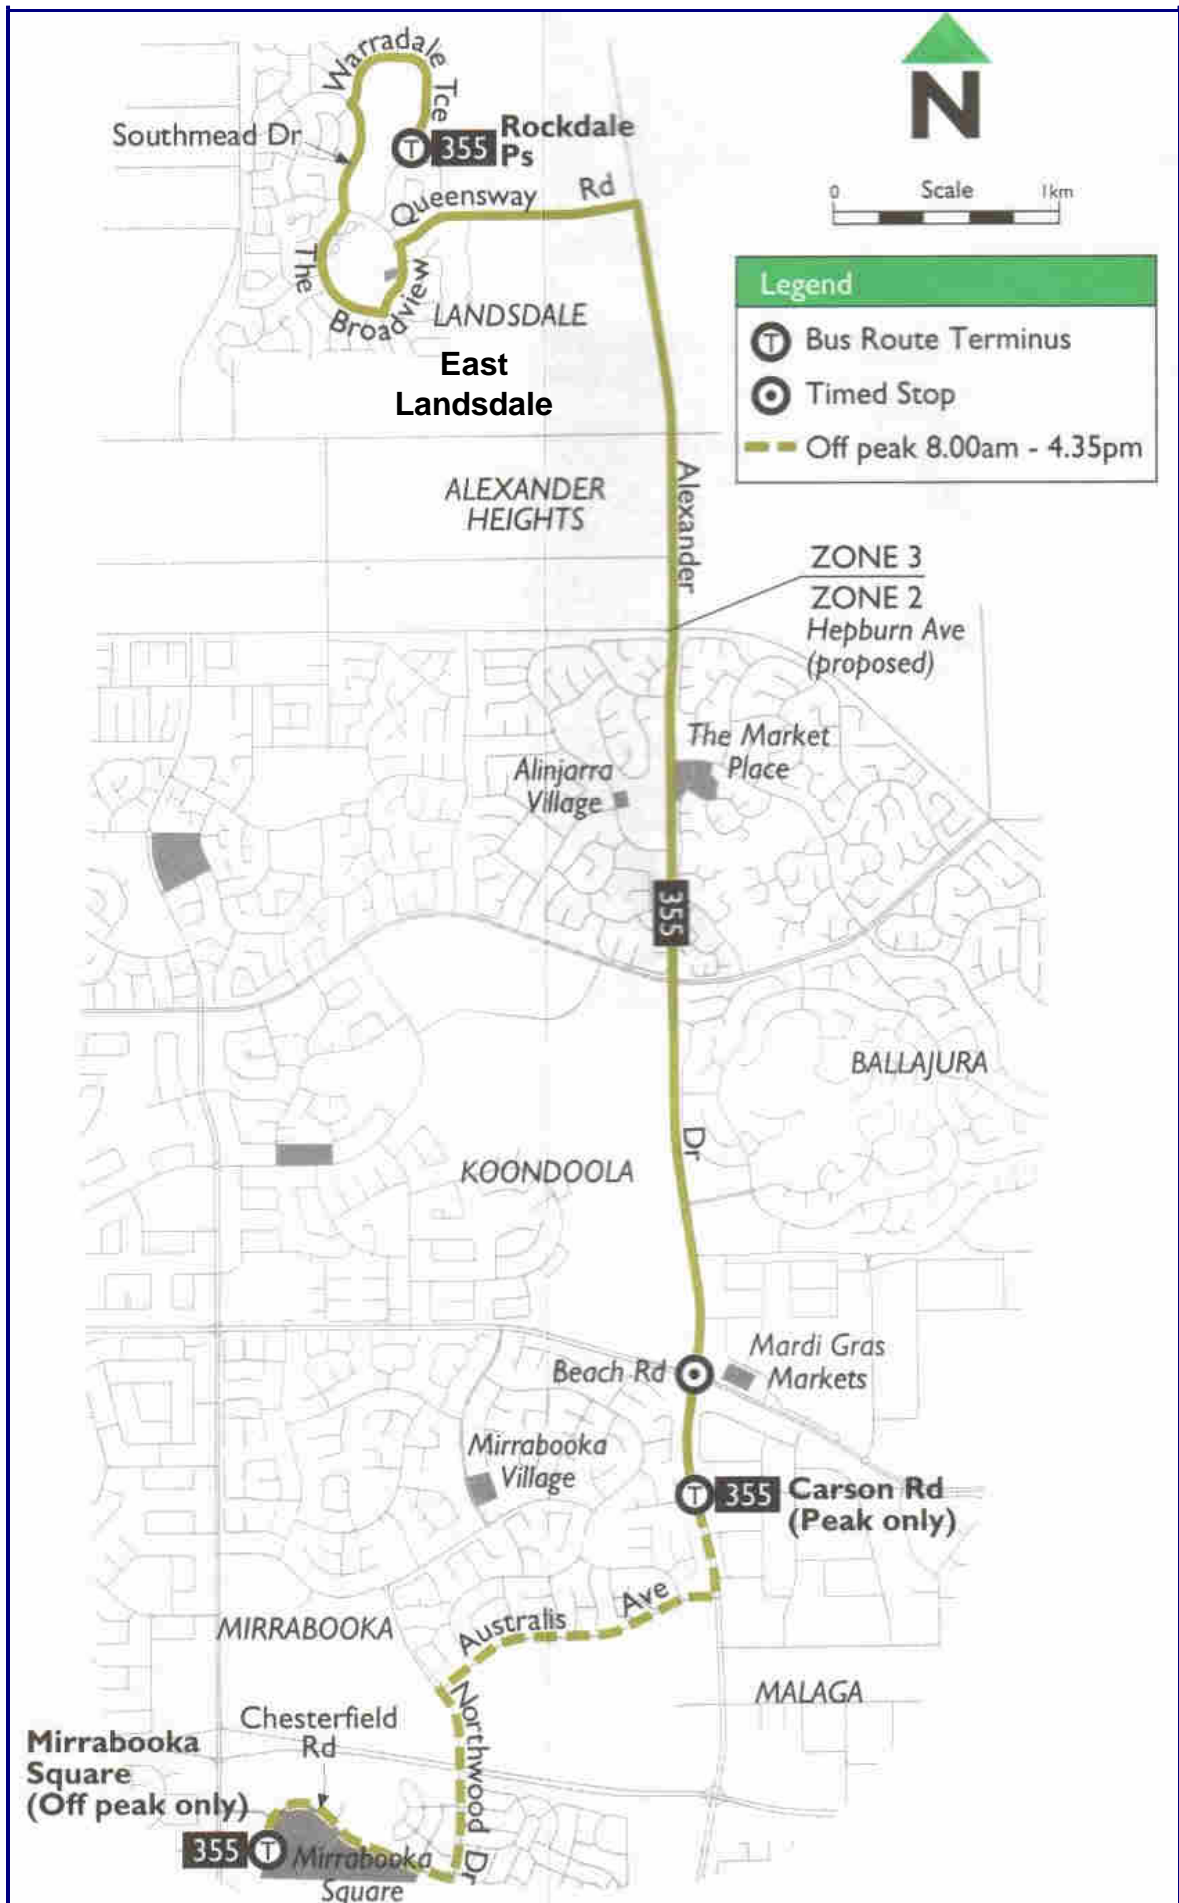 Warradale Tce
N
Southmead Dr
T 355 Rockdale
Ps
Queensway Rd
0 Scale 1km
The Broadview
LANDSDALE
East
Landsdale
Legend
T Bus Route Terminus
Timed Stop
Off peak 8.00am - 4.35pm
ALEXANDER
HEIGHTS
Alexander
ZONE 3
ZONE 2
Hepburn Ave
(proposed)
The Market
Place
Alinjarra
Village
355
BALLAJURA
Dr
KOONDOOLA
Beach Rd
Mardi Gras
Markets
Mirrabooka
Village
T 355 Carson Rd
(Peak only)
Australis Ave
MIRRABOOKA
Northwood Dr
MALAGA
Chesterfield
Rd
Mirrabooka
Square
(Off peak only)
355 T
Mirrabooka
Square